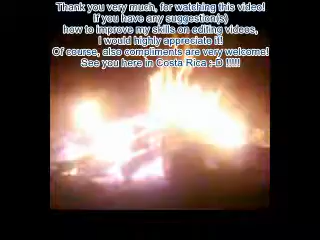 Thank you very much, for watching this video!
If you have any suggestion(s)
how to improve my skills on editing videos,
I would highly appreciate it!
Of course, also compliments are very welcome!
See you here in Costa Rica :-D !!!!!